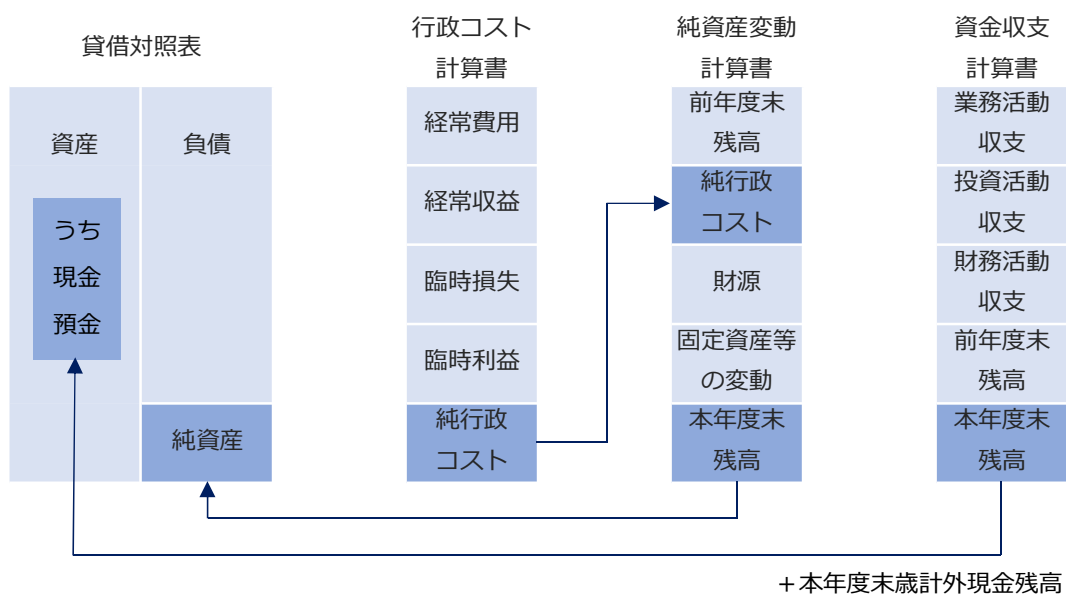 貸借対照表
資産
負債
うち
現金
預金
純資産
行政コスト
計算書
経常費用
経常収益
臨時損失
臨時利益
純行政
コスト
純資産変動
計算書
前年度末
残高
純行政
コスト
財源
固定資産等
の変動
本年度末
残高
資金収支
計算書
業務活動
収支
投資活動
収支
財務活動
収支
前年度末
残高
本年度末
残高
＋本年度末歳計外現金残高